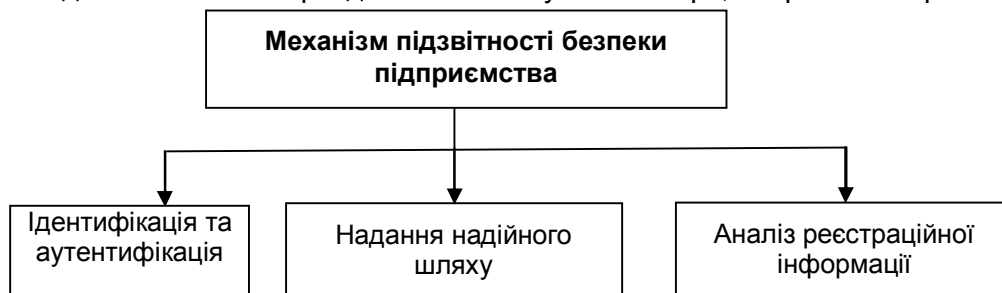 Механізм підзвітності безпеки
підприємства
Ідентифікація та
аутентифікація
Надання надійного
шляху
Аналіз реєстраційної
інформації